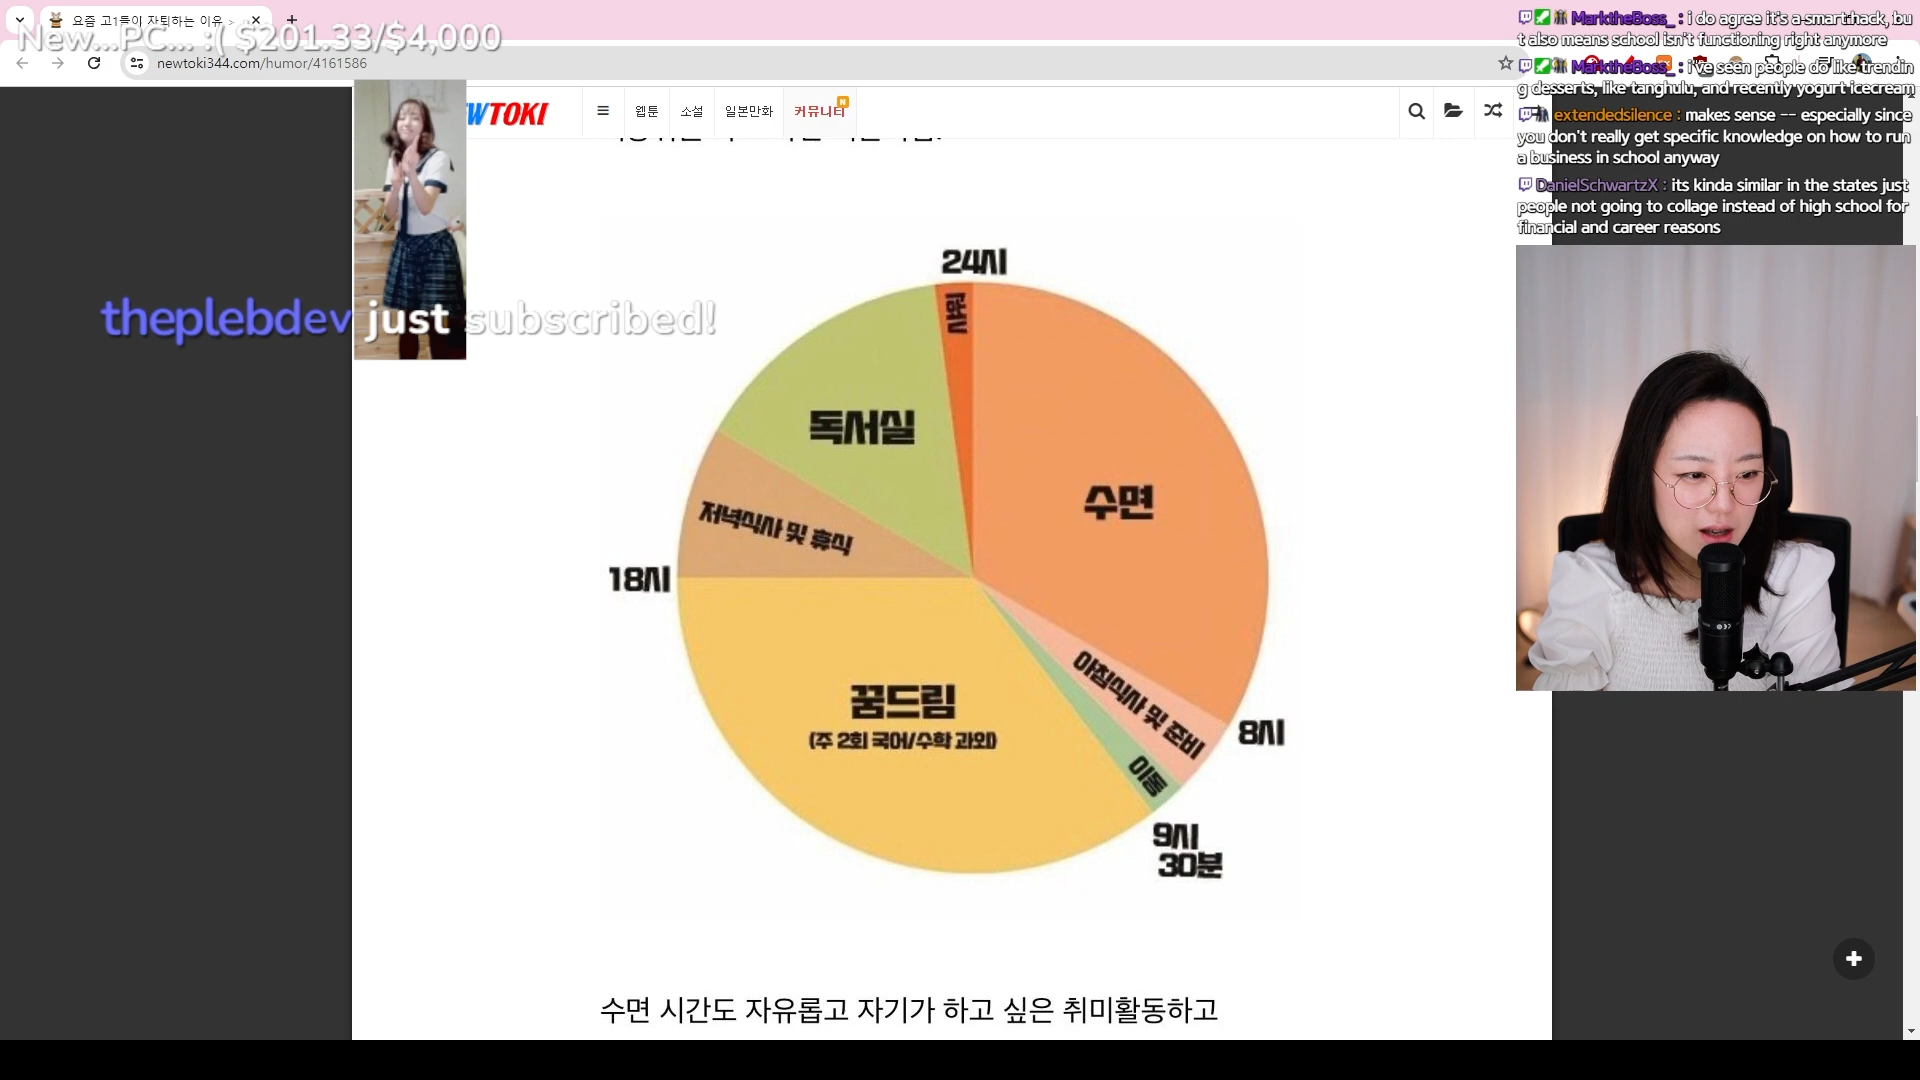 요즘 고1들이 자퇴하는 이유 >
New...PC... :( $201.33/$4,000
newtoki344.com/humor/4161586
WTOKI
웹툰
소설
일본만화
커뮤니티
N
24시
독서실
수면
저녁식사 및 휴식
18시
꿈드림
(주 2회 국어/수학 과외)
아침식사 및 준비
이동
8시
9시
30분
수면 시간도 자유롭고 자기가 하고 싶은 취미활동하고
theplebdev just subscribed!
MarktheBoss_ : i do agree it's a smart hack, bu
t also means school isn't functioning right anymore
MarktheBoss_ : i've seen people do like trendin
g desserts, like tanghulu, and recently yogurt icecream
extendedsilence : makes sense -- especially since
you don't really get specific knowledge on how to run
a business in school anyway
DanielSchwartzX : its kinda similar in the states just
people not going to collage instead of high school for
financial and career reasons